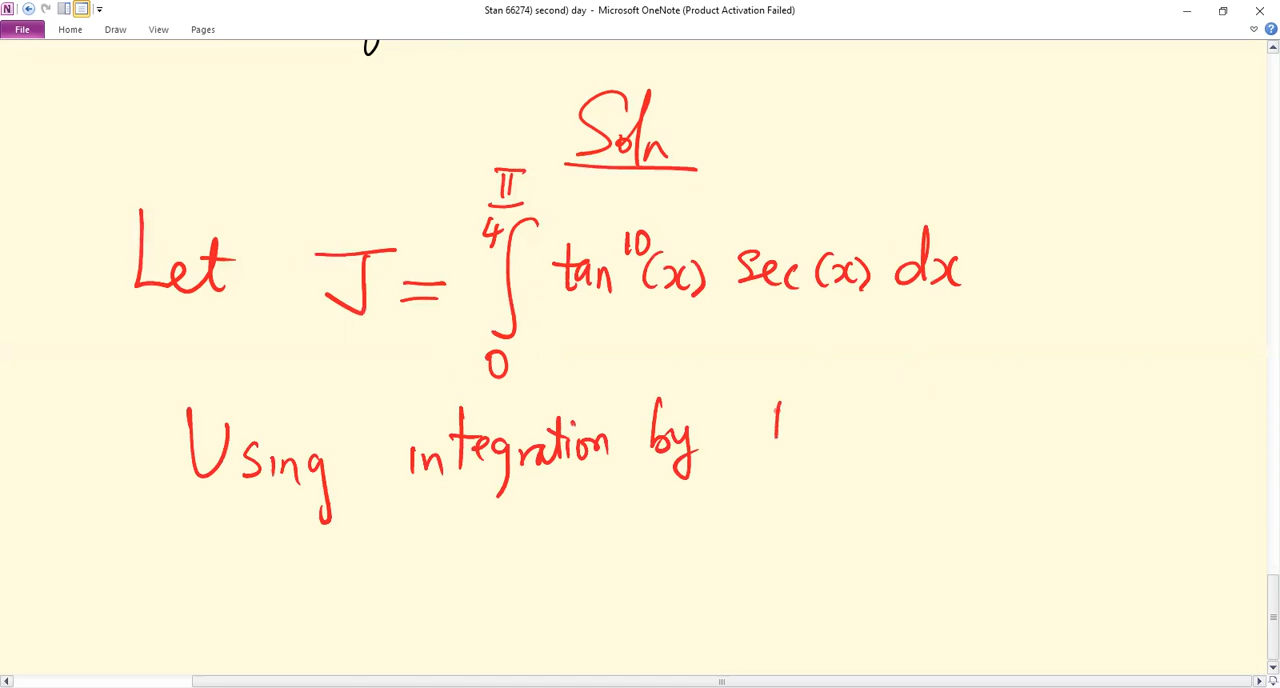 Stan 66274) second) day - Microsoft OneNote (Product Activation Failed)
File Home Draw View Pages
Soln
Let J = ∫₀^(π/4) tan¹⁰(x) sec(x) dx
Using integration by